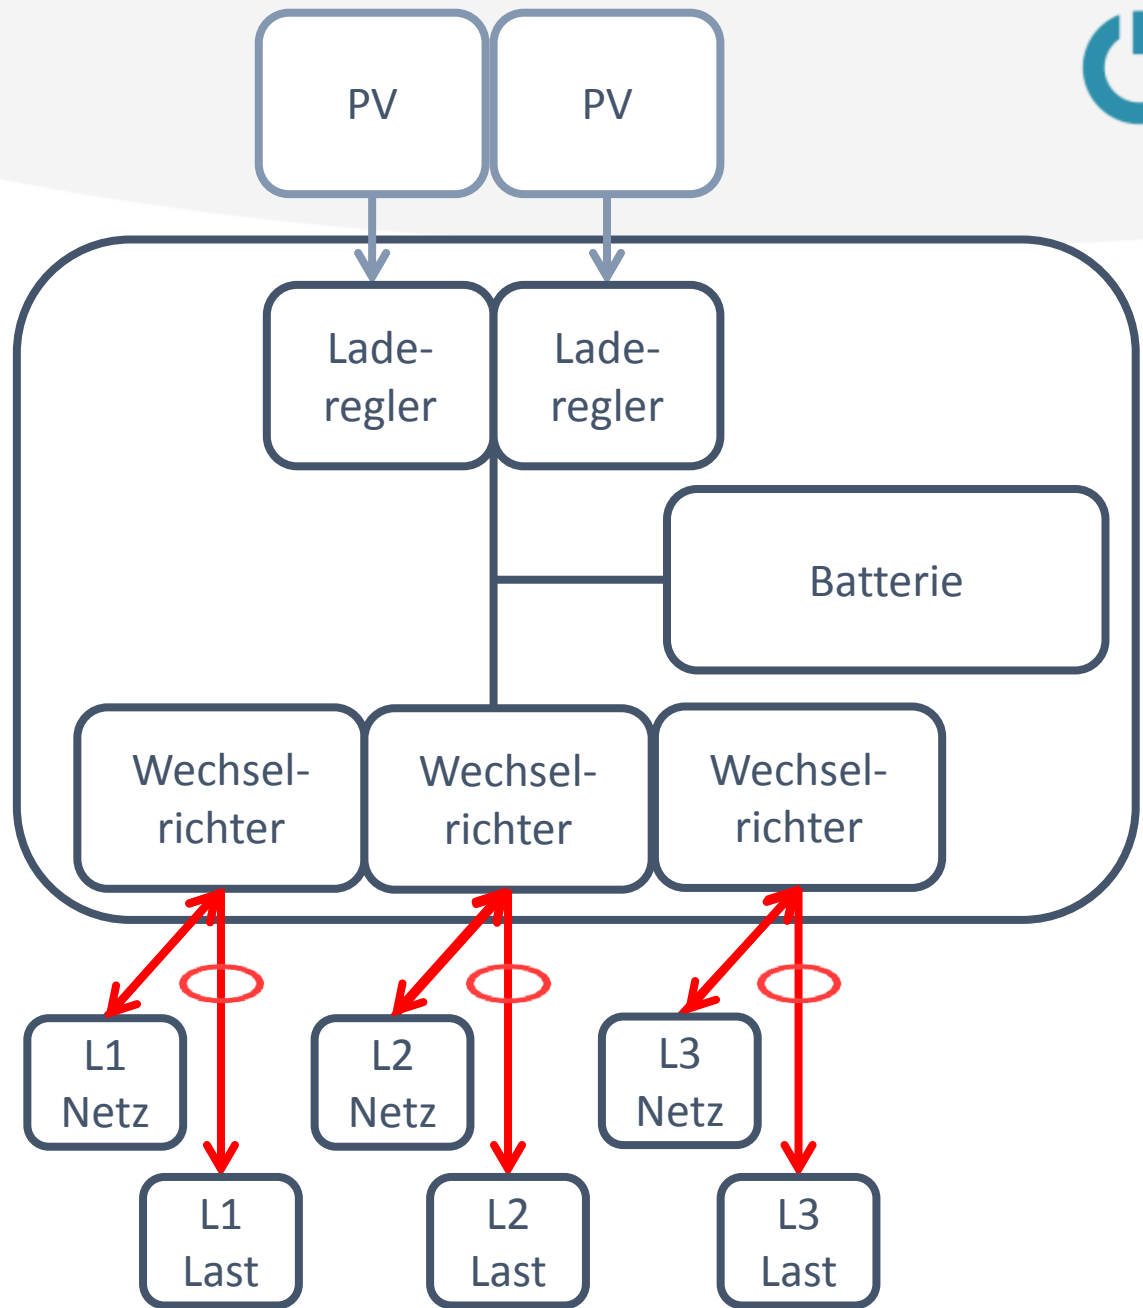 PV
PV
Lade-
regler
Lade-
regler
Batterie
Wechsel-
richter
Wechsel-
richter
Wechsel-
richter
L1
Netz
L2
Netz
L3
Netz
L1
Last
L2
Last
L3
Last